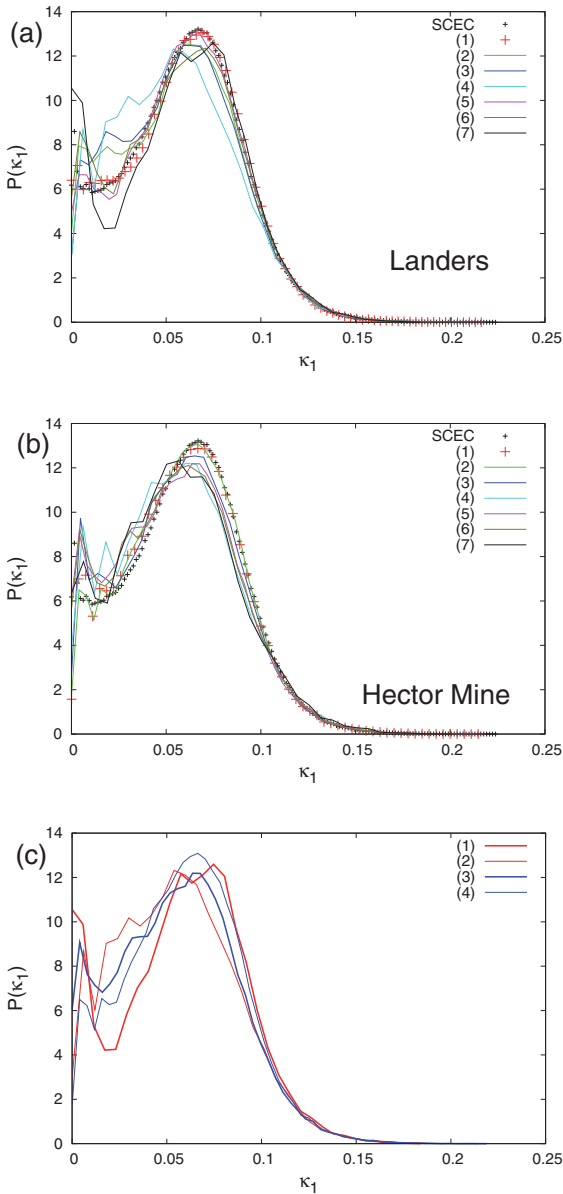 (a)
14
12
10
8
6
4
2
0
P(κ₁)
SCEC
(1)
(2)
(3)
(4)
(5)
(6)
(7)
Landers
0 0.05 0.1 0.15 0.2 0.25
κ₁
(b)
14
12
10
8
6
4
2
0
P(κ₁)
SCEC
(1)
(2)
(3)
(4)
(5)
(6)
(7)
Hector Mine
0 0.05 0.1 0.15 0.2 0.25
κ₁
(c)
14
12
10
8
6
4
2
0
P(κ₁)
(1)
(2)
(3)
(4)
0 0.05 0.1 0.15 0.2 0.25
κ₁